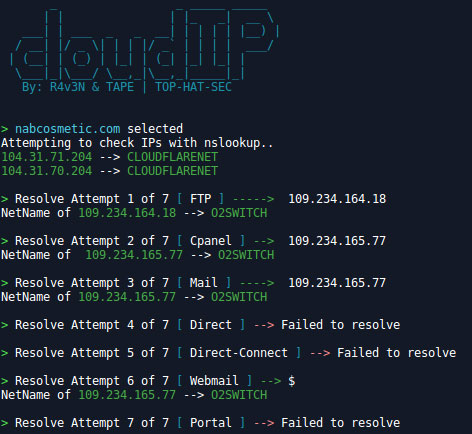 cloudIP
By: R4v3N & TAPE | TOP-HAT-SEC
> nabcosmetic.com selected
Attempting to check IPs with nslookup..
104.31.71.204 --> CLOUDFLARENET
104.31.70.204 --> CLOUDFLARENET
> Resolve Attempt 1 of 7 [ FTP ] -----> 109.234.164.18
NetName of 109.234.164.18 --> O2SWITCH
> Resolve Attempt 2 of 7 [ Cpanel ] --> 109.234.165.77
NetName of 109.234.165.77 --> O2SWITCH
> Resolve Attempt 3 of 7 [ Mail ] ----> 109.234.165.77
NetName of 109.234.165.77 --> O2SWITCH
> Resolve Attempt 4 of 7 [ Direct ] --> Failed to resolve
> Resolve Attempt 5 of 7 [ Direct-Connect ] --> Failed to resolve
> Resolve Attempt 6 of 7 [ Webmail ] --> $
NetName of 109.234.165.77 --> O2SWITCH
> Resolve Attempt 7 of 7 [ Portal ] --> Failed to resolve